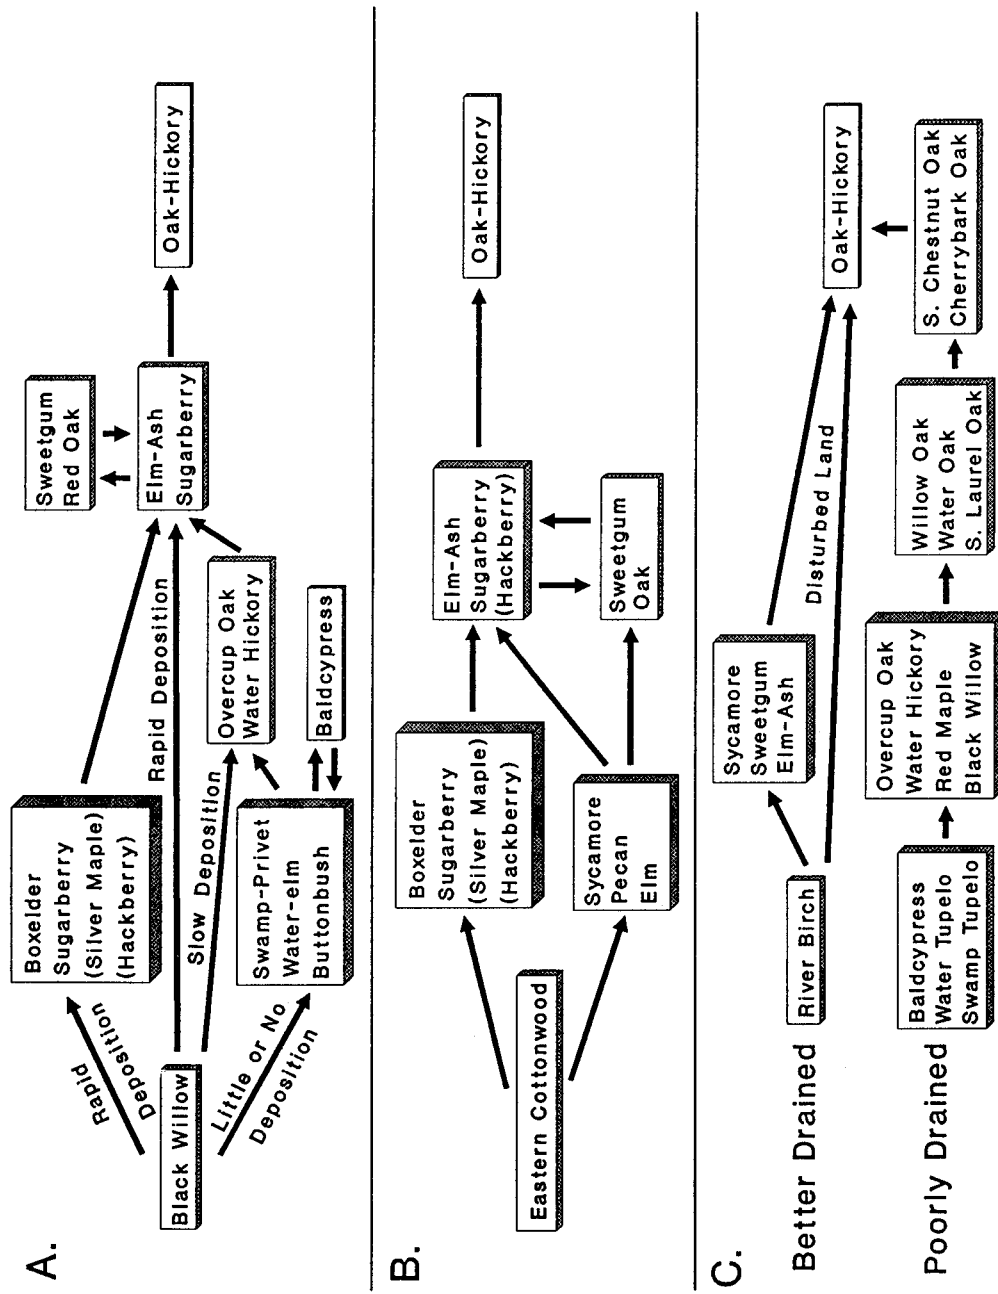 A.
Black Willow
Rapid
Deposition
Rapid Deposition
Slow Deposition
Little or No
Deposition
Boxelder
Sugarberry
(Silver Maple)
(Hackberry)
Swamp-Privet
Water-elm
Buttonbush
Overcup Oak
Water Hickory
Baldcypress
Sweetgum
Red Oak
Elm-Ash
Sugarberry
Oak-Hickory
B.
Eastern Cottonwood
Boxelder
Sugarberry
(Silver Maple)
(Hackberry)
Sycamore
Pecan
Elm
Elm-Ash
Sugarberry
(Hackberry)
Sweetgum
Oak
Oak-Hickory
C.
Better Drained
River Birch
Sycamore
Sweetgum
Elm-Ash
Disturbed Land
Oak-Hickory
Poorly Drained
Baldcypress
Water Tupelo
Swamp Tupelo
Overcup Oak
Water Hickory
Red Maple
Black Willow
Willow Oak
Water Oak
S. Laurel Oak
S. Chestnut Oak
Cherrybark Oak